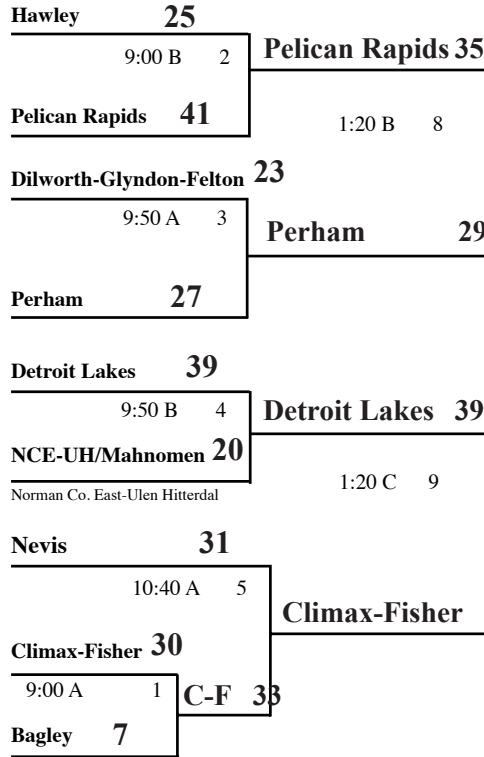 Hawley 25
9:00 B 2
Pelican Rapids 35
Pelican Rapids 41
1:20 B 8
Dilworth-Glyndon-Felton 23
9:50 A 3
Perham 29
Perham 27
Detroit Lakes 39
9:50 B 4
Detroit Lakes 39
NCE-UH/Mahnomen 20
Norman Co. East-Ulen Hitterdal
1:20 C 9
Nevis 31
10:40 A 5
Climax-Fisher
Climax-Fisher 30
9:00 A 1
C-F 33
Bagley 7